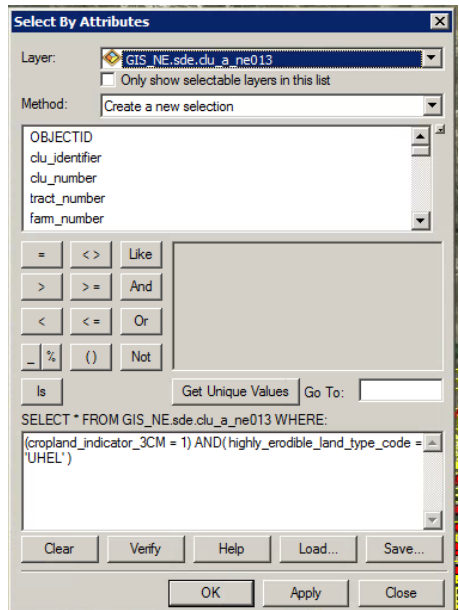 Select By Attributes
Layer: GIS_NE.sde.clu_a_ne013
Only show selectable layers in this list
Method: Create a new selection
OBJECTID
clu_identifier
clu_number
tract_number
farm_number
= <> Like
> >= And
< <= Or
_ % () Not
Is Get Unique Values Go To:
SELECT * FROM GIS_NE.sde.clu_a_ne013 WHERE:
(cropland_indicator_3CM = 1) AND( highly_erodible_land_type_code =
'UHEL' )
Clear Verify Help Load... Save...
OK Apply Close